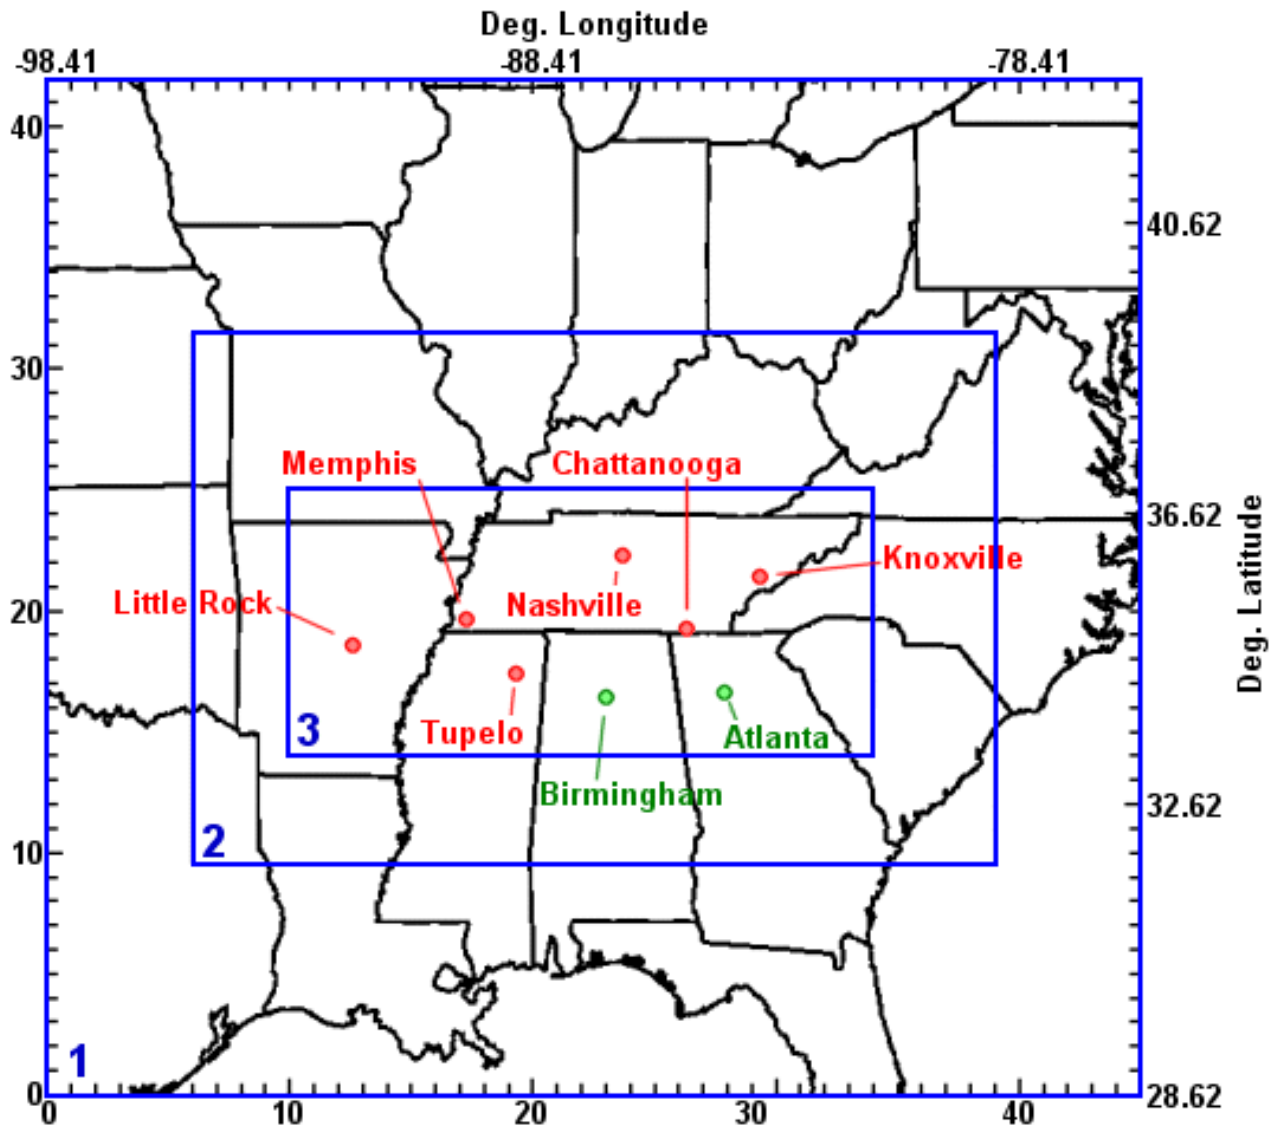 Deg. Longitude
-98.41 -88.41 -78.41
40
40.62
30
Memphis Chattanooga
36.62
Knoxville
Little Rock Nashville
20
Deg. Latitude
3 Tupelo Atlanta
Birmingham
32.62
2
10
1
0 28.62
0 10 20 30 40